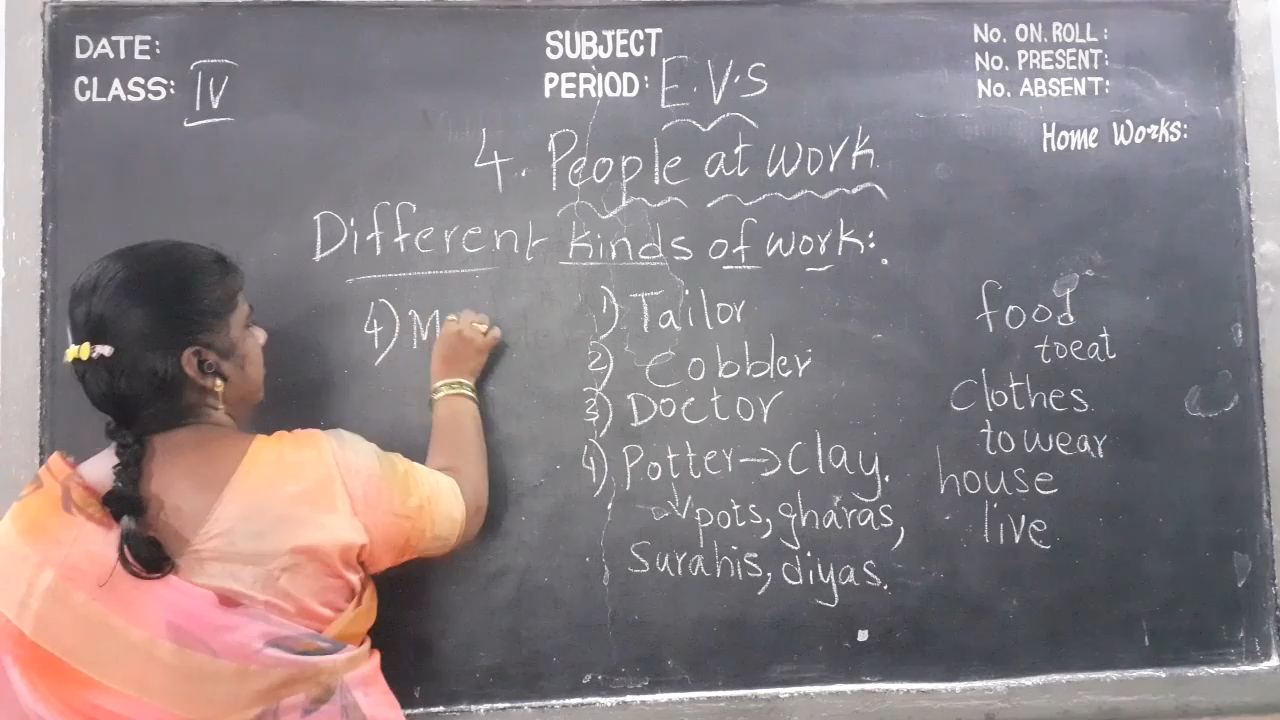 DATE:
CLASS: IV
SUBJECT
PERIOD: E.V.S
No. ON. ROLL:
No. PRESENT:
No. ABSENT:
Home Works:
4. People at work
Different kinds of work:
4) M
1) Tailor
2) Cobbler
3) Doctor
4) Potter → Clay.
pots, gharas,
Surahis, diyas.
food
to eat
Clothes
to wear
house
live